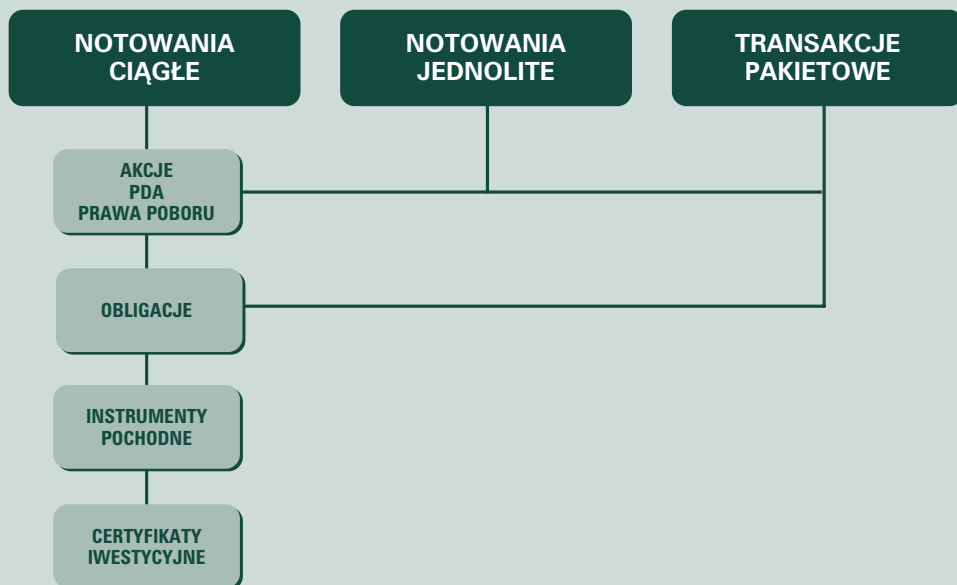 NOTOWANIA
CIĄGŁE
NOTOWANIA
JEDNOLITE
TRANSAKCJE
PAKIETOWE
AKCJE
PDA
PRAWA POBORU
OBLIGACJE
INSTRUMENTY
POCHODNE
CERTYFIKATY
IWESTYCYJNE